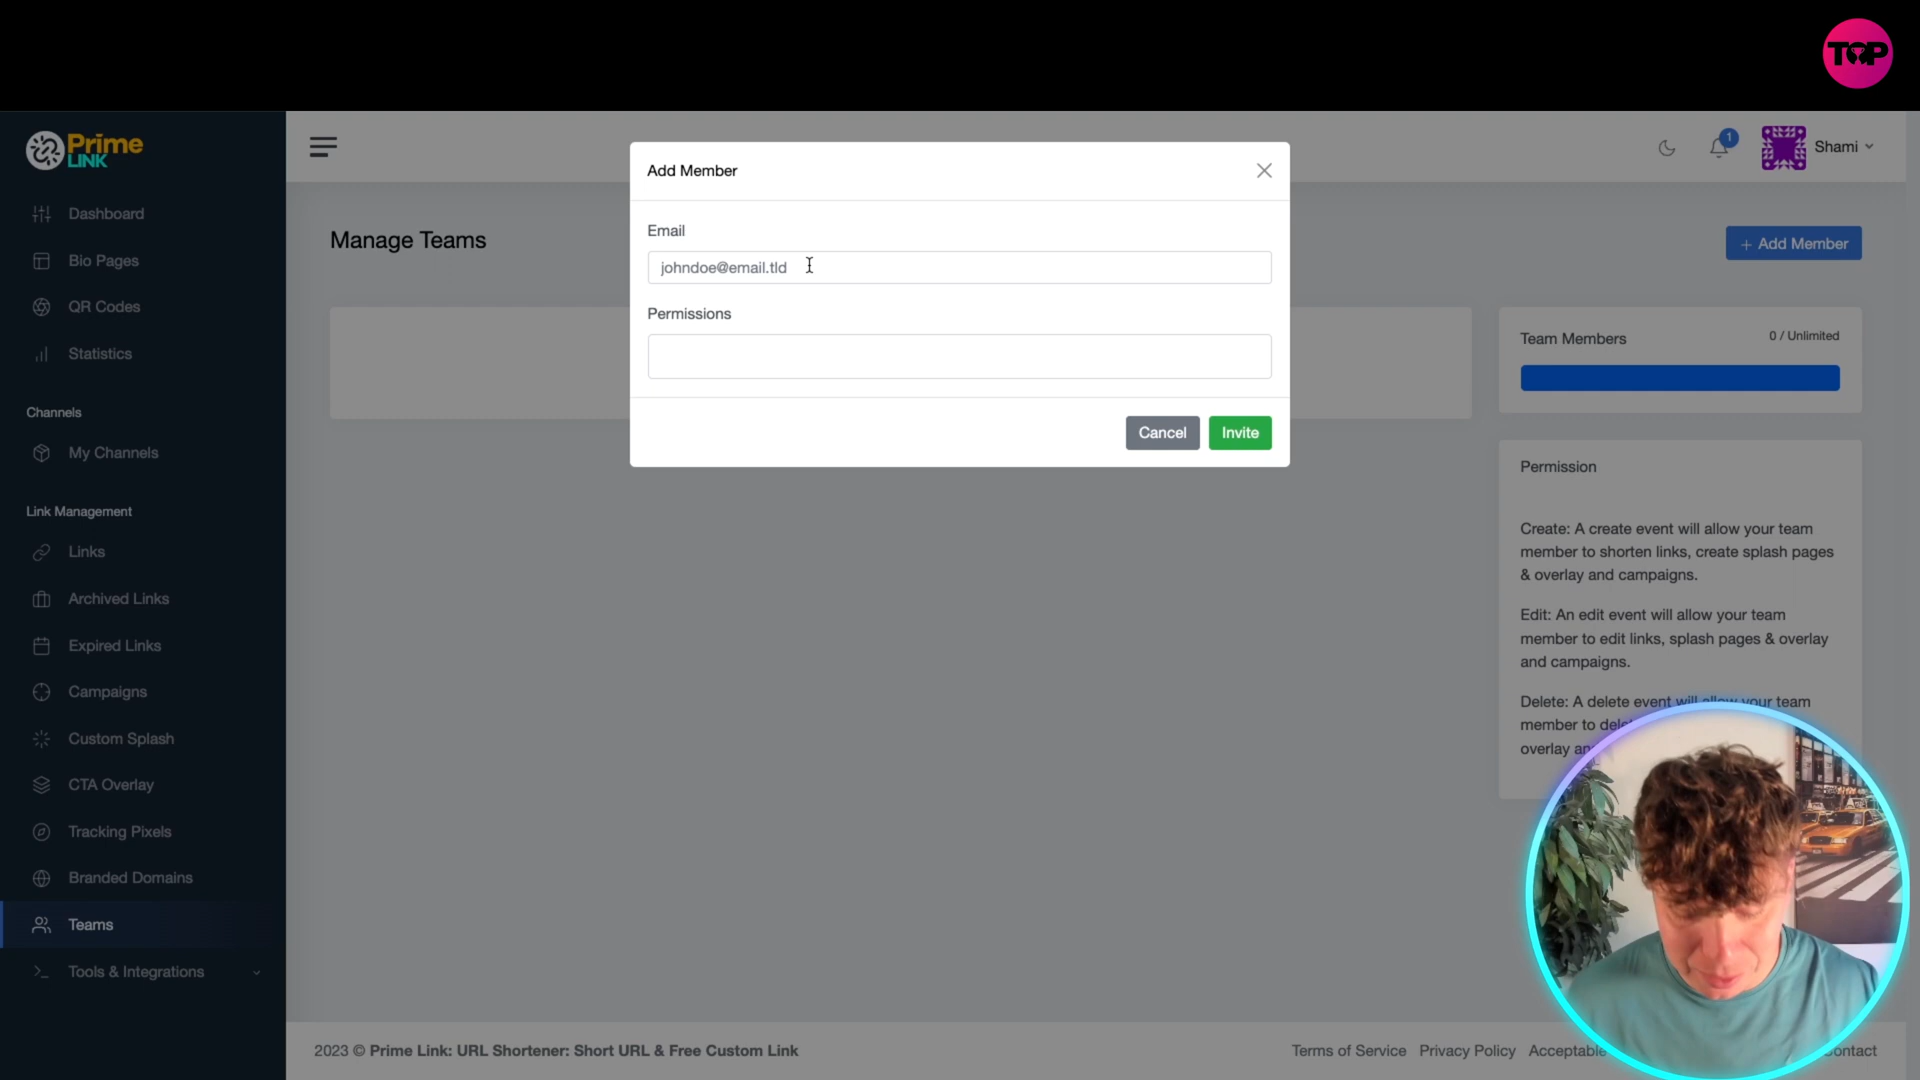 TOP
Prime
LINK
Dashboard
Bio Pages
QR Codes
Statistics
Channels
My Channels
Link Management
Links
Archived Links
Expired Links
Campaigns
Custom Splash
CTA Overlay
Tracking Pixels
Branded Domains
Teams
Tools & Integrations
1
Shami
Manage Teams
+ Add Member
Add Member
Email
johndoe@email.tld
Permissions
Cancel
Invite
Team Members
0 / Unlimited
Permission
Create: A create event will allow your team
member to shorten links, create splash pages
& overlay and campaigns.
Edit: An edit event will allow your team
member to edit links, splash pages & overlay
and campaigns.
Delete: A delete event will allow your team
member to
overlay
2023 © Prime Link: URL Shortener: Short URL & Free Custom Link
Terms of Service
Privacy Policy
Acceptable
Contact